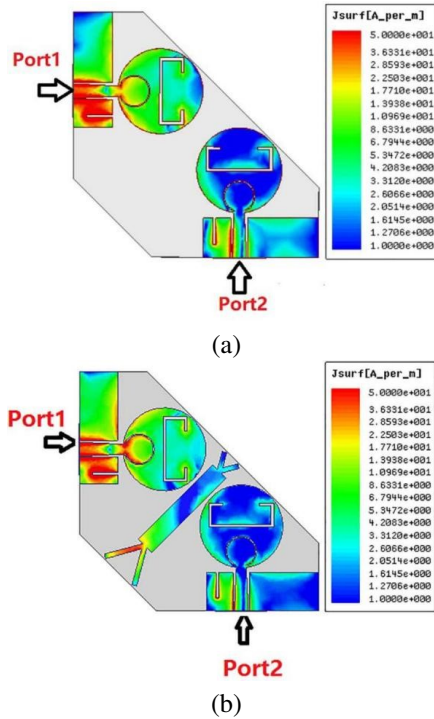 Port1
Port2
Jsurf[A_per_m]
5.0000e+001
3.6331e+001
2.8593e+001
2.2503e+001
1.7710e+001
1.3938e+001
1.0969e+001
8.6331e+000
6.7944e+000
5.3472e+000
4.2083e+000
3.3120e+000
2.6066e+000
2.0514e+000
1.6145e+000
1.2706e+000
1.0000e+000
(a)
Port1
Port2
Jsurf[A_per_m]
5.0000e+001
3.6331e+001
2.8593e+001
2.2503e+001
1.7710e+001
1.3938e+001
1.0969e+001
8.6331e+000
6.7944e+000
5.3472e+000
4.2083e+000
3.3120e+000
2.6066e+000
2.0514e+000
1.6145e+000
1.2706e+000
1.0000e+000
(b)